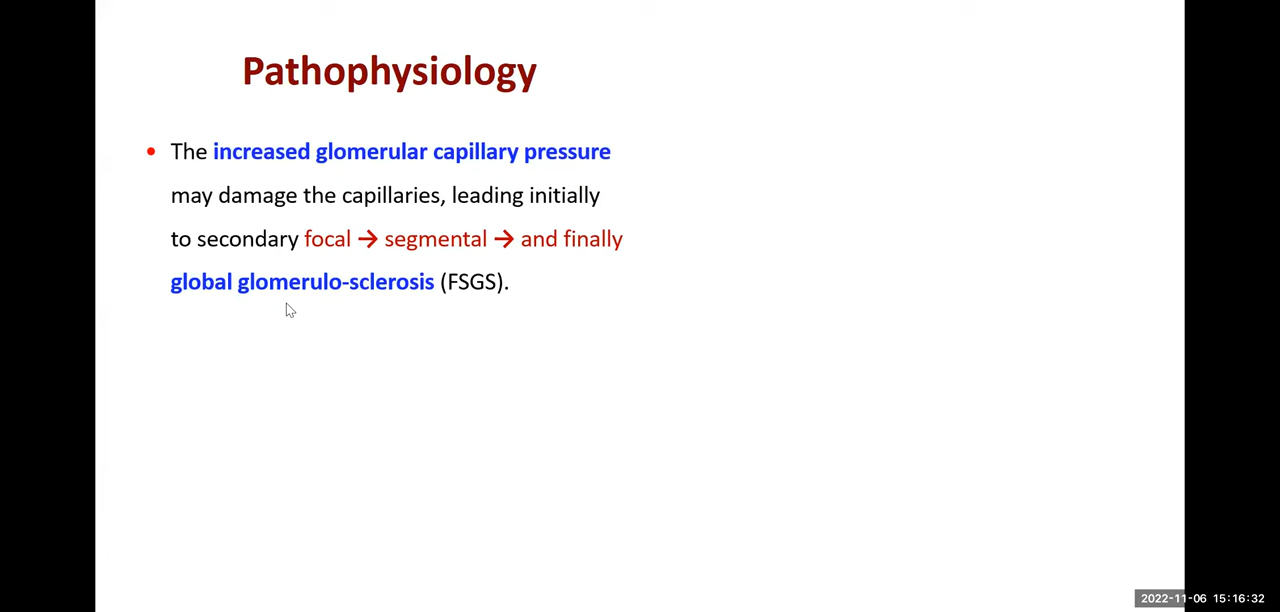 Pathophysiology
• The increased glomerular capillary pressure
may damage the capillaries, leading initially
to secondary focal → segmental → and finally
global glomerulo-sclerosis (FSGS).
2022-11-06 15:16:32